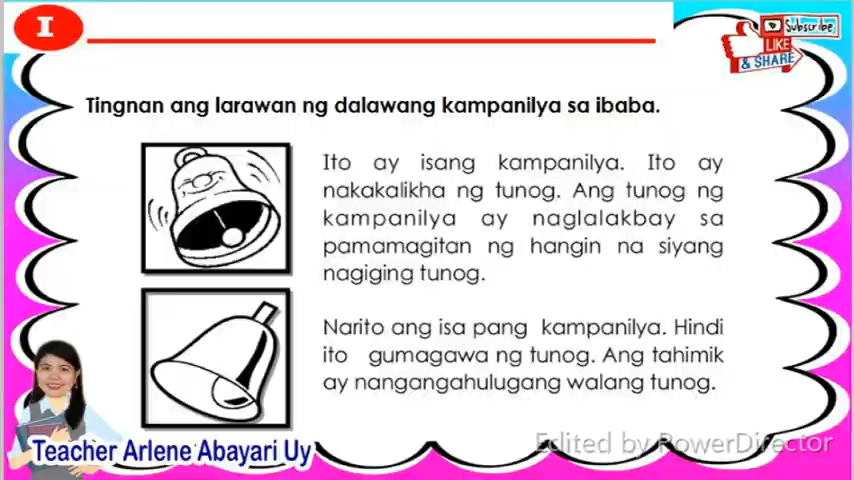 I
Subscribe
LIKE
& SHARE
Tingnan ang larawan ng dalawang kampanilya sa ibaba.
Ito ay isang kampanilya. Ito ay
nakakalikha ng tunog. Ang tunog ng
kampanilya ay naglalakbay sa
pamamagitan ng hangin na siyang
nagiging tunog.
Narito ang isa pang kampanilya. Hindi
ito gumagawa ng tunog. Ang tahimik
ay nangangahulugang walang tunog.
Teacher Arlene Abayari Uy
Edited by PowerDirector